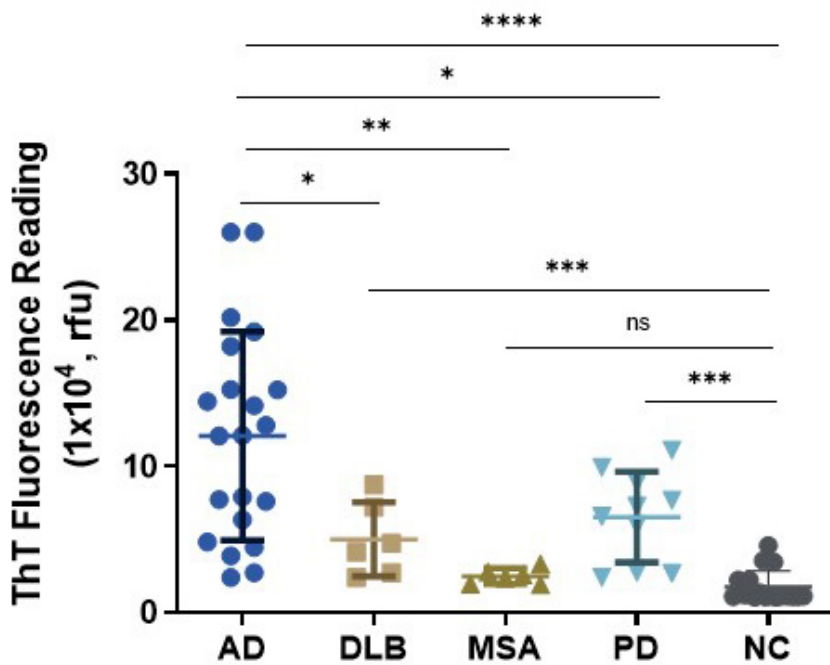 ****
*
**
*
***
ns
***
ThT Fluorescence Reading
(1x10⁴, rfu)
30
20
10
0
AD DLB MSA PD NC